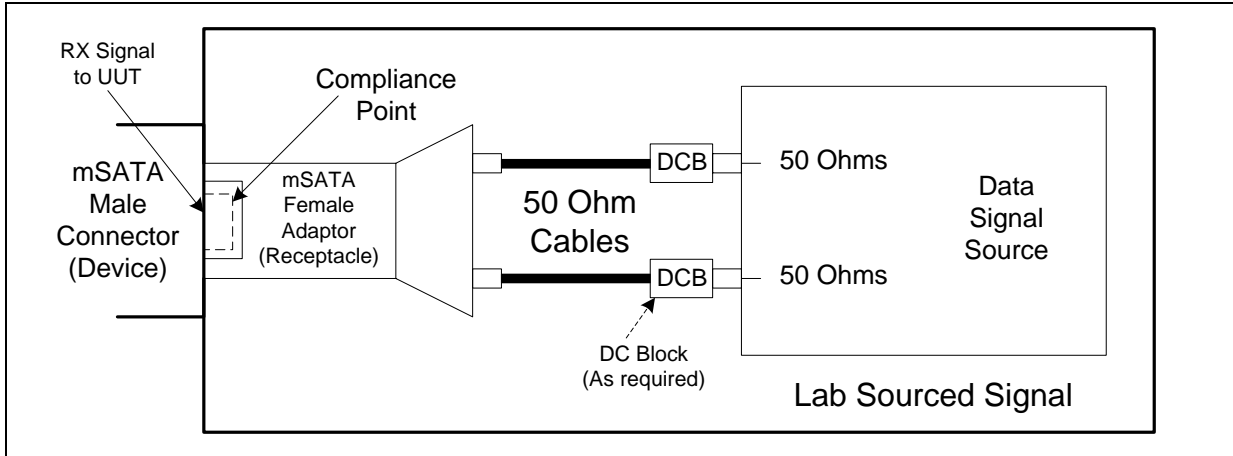 RX Signal
to UUT
Compliance
Point
mSATA
Male
Connector
(Device)
mSATA
Female
Adaptor
(Receptacle)
50 Ohm
Cables
DCB
DCB
50 Ohms
50 Ohms
Data
Signal
Source
DC Block
(As required)
Lab Sourced Signal